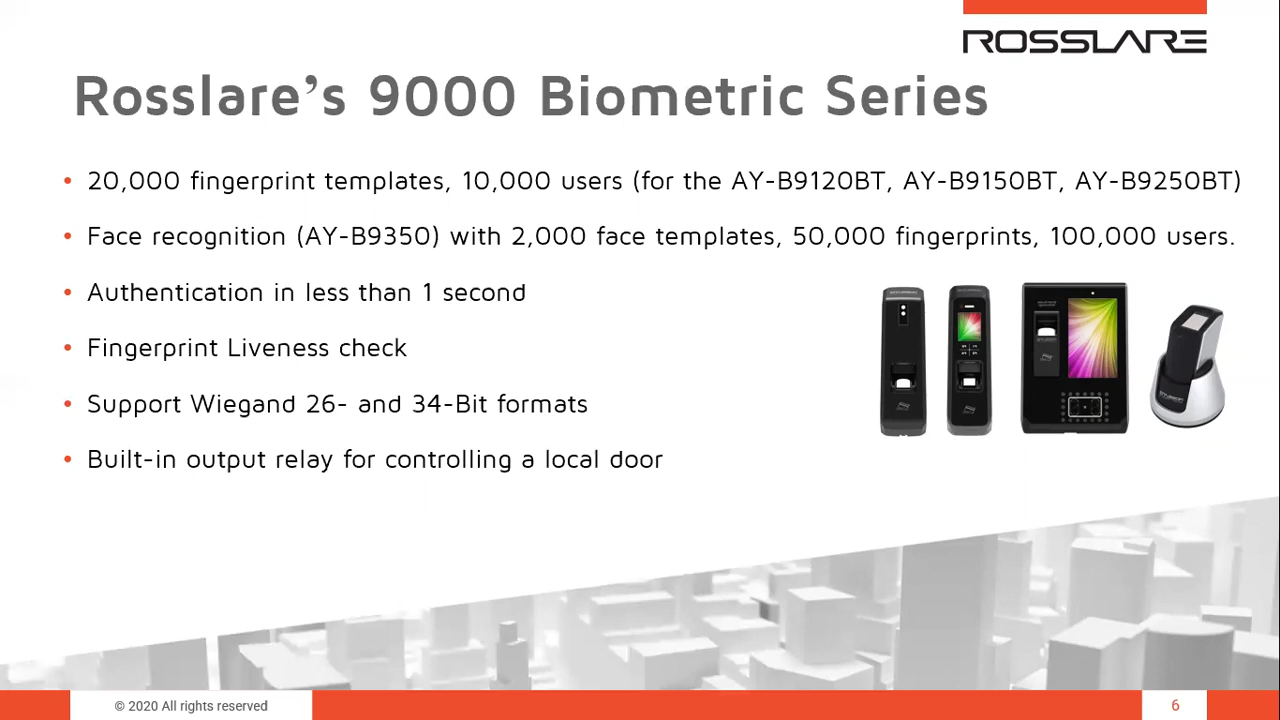 ROSSLARE
Rosslare’s 9000 Biometric Series
• 20,000 fingerprint templates, 10,000 users (for the AY-B9120BT, AY-B9150BT, AY-B9250BT)
• Face recognition (AY-B9350) with 2,000 face templates, 50,000 fingerprints, 100,000 users.
• Authentication in less than 1 second
• Fingerprint Liveness check
• Support Wiegand 26- and 34-Bit formats
• Built-in output relay for controlling a local door
© 2020 All rights reserved
6